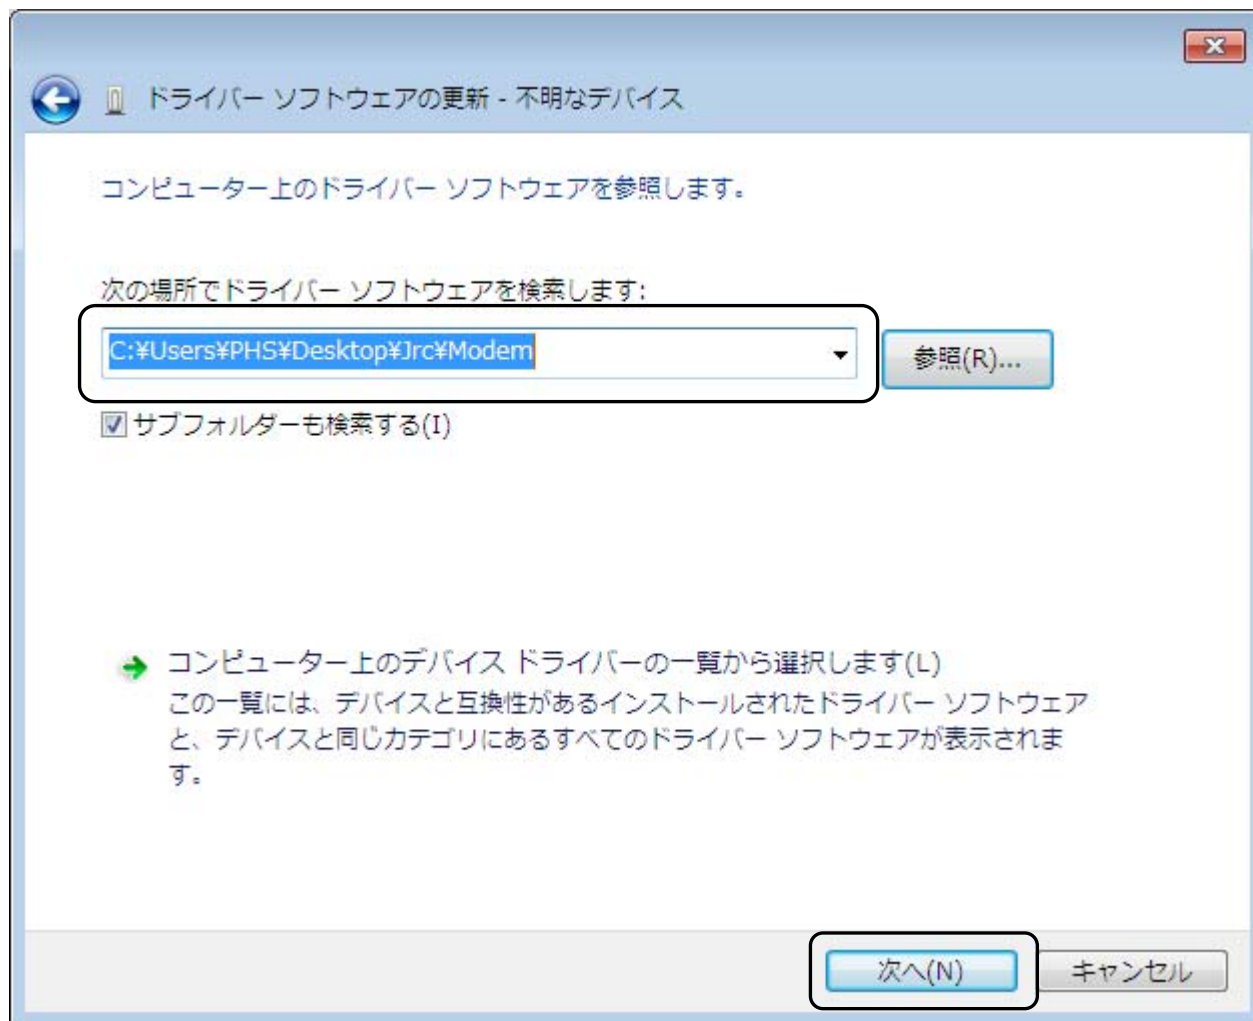 ドライバー ソフトウェアの更新 - 不明なデバイス
コンピューター上のドライバー ソフトウェアを参照します。
次の場所でドライバー ソフトウェアを検索します:
C:¥Users¥PHS¥Desktop¥Jrc¥Modem
参照(R)...
サブフォルダーも検索する(I)
コンピューター上のデバイス ドライバーの一覧から選択します(L)
この一覧には、デバイスと互換性があるインストールされたドライバー ソフトウェア
と、デバイスと同じカテゴリにあるすべてのドライバー ソフトウェアが表示されま
す。
次へ(N)
キャンセル